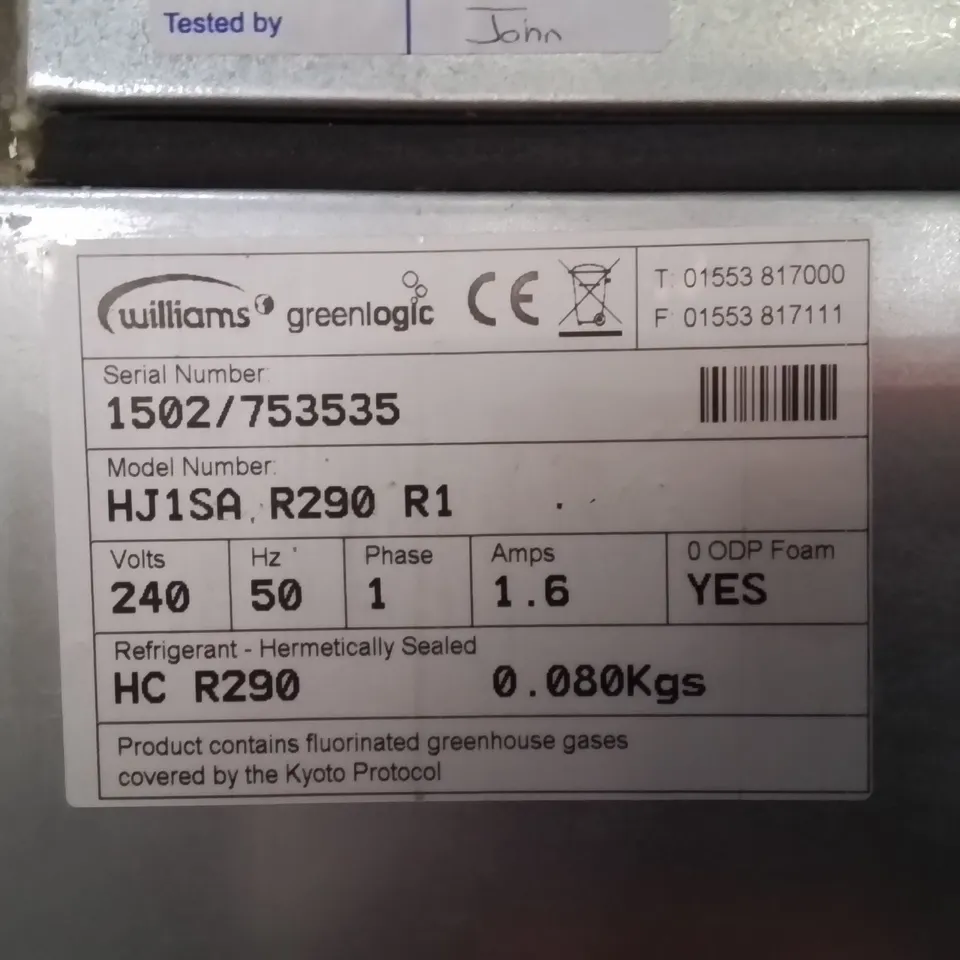 Tested by John
williams greenlogic CE T: 01553 817000
F: 01553 817111
Serial Number:
1502/753535
Model Number:
HJ1SA R290 R1
Volts Hz Phase Amps 0 ODP Foam
240 50 1 1.6 YES
Refrigerant - Hermetically Sealed
HC R290 0.080Kgs
Product contains fluorinated greenhouse gases
covered by the Kyoto Protocol